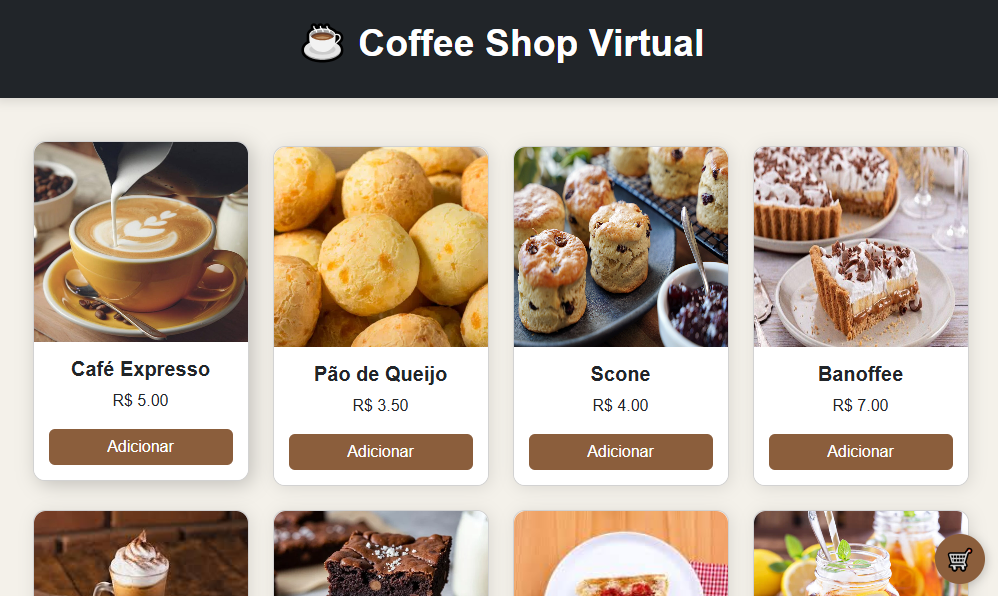 Coffee Shop Virtual
Café Expresso
R$ 5.00
Adicionar
Pão de Queijo
R$ 3.50
Adicionar
Scone
R$ 4.00
Adicionar
Banoffee
R$ 7.00
Adicionar